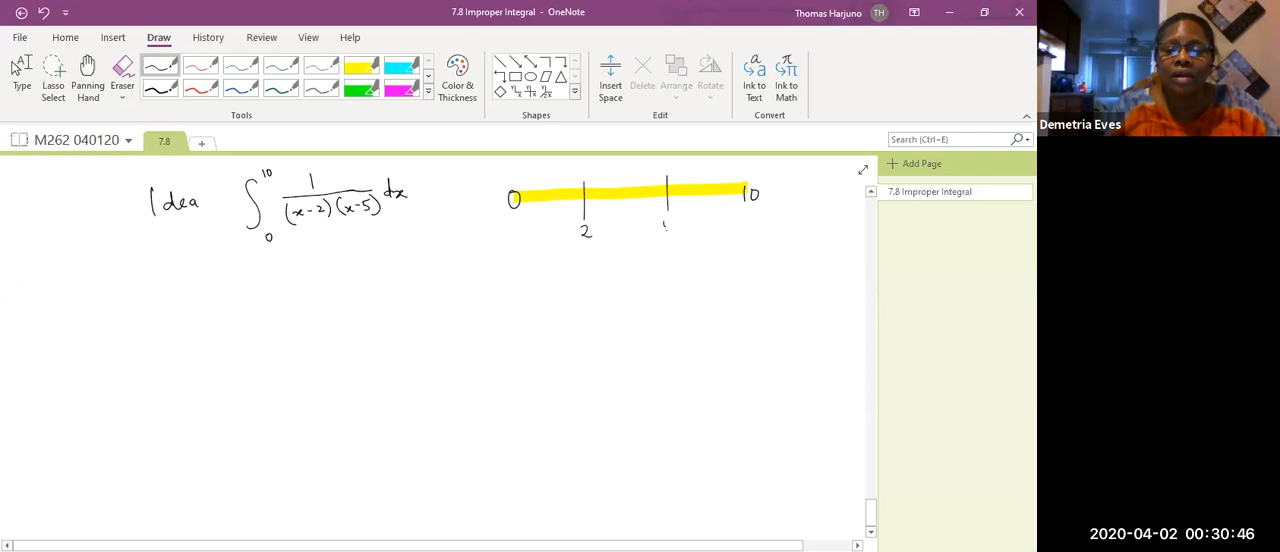 7.8 Improper Integral - OneNote
Thomas Harjuno TH
File Home Insert Draw History Review View Help
Type
Lasso Select
Panning Hand
Eraser
Color & Thickness
Insert Space
Delete
Arrange
Rotate
Ink to Text
Ink to Math
Tools
Shapes
Edit
Convert
M262 040120
7.8
Search (Ctrl+E)
Add Page
7.8 Improper Integral
Idea ∫₀¹⁰ 1/((x-2)(x-5)) dx
0 10
2
Demetria Eves
2020-04-02 00:30:46